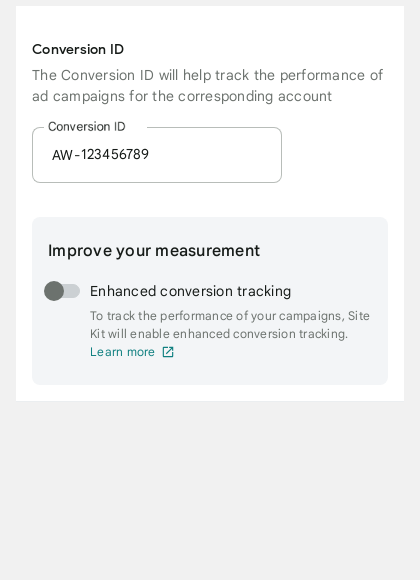 Conversion ID
The Conversion ID will help track the performance of
ad campaigns for the corresponding account
Conversion ID
AW-123456789
Improve your measurement
Enhanced conversion tracking
To track the performance of your campaigns, Site
Kit will enable enhanced conversion tracking.
Learn more